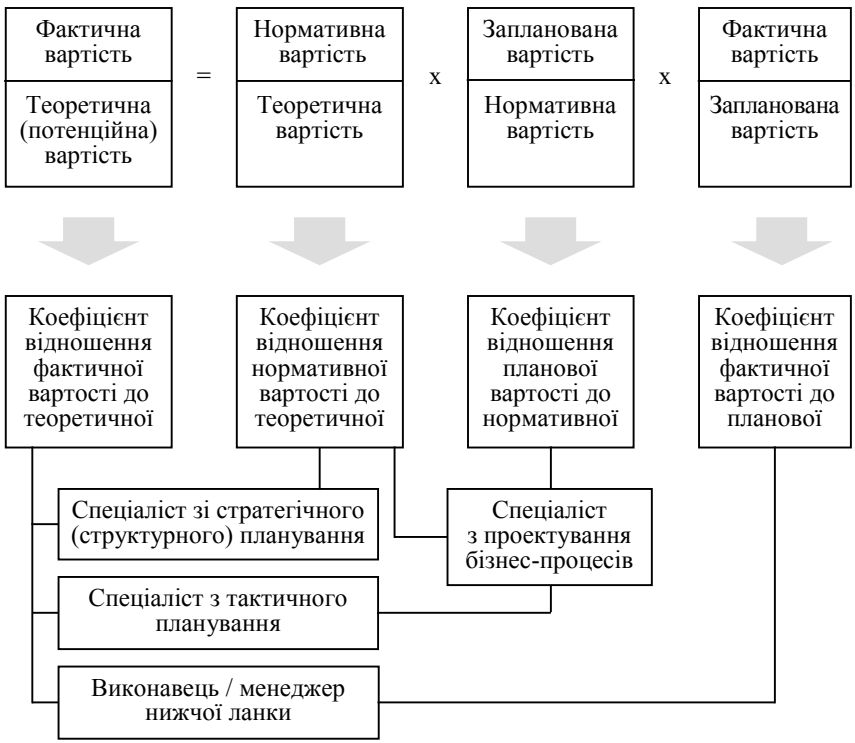 Фактична
вартість
Теоретична
(потенційна)
вартість
=
Нормативна
вартість
Теоретична
вартість
х
Запланована
вартість
Нормативна
вартість
х
Фактична
вартість
Запланована
вартість
Коефіцієнт
відношення
фактичної
вартості до
теоретичної
Коефіцієнт
відношення
нормативної
вартості до
теоретичної
Коефіцієнт
відношення
планової
вартості до
нормативної
Коефіцієнт
відношення
фактичної
вартості до
планової
Спеціаліст зі стратегічного
(структурного) планування
Спеціаліст
з проектування
бізнес-процесів
Спеціаліст з тактичного
планування
Виконавець / менеджер
нижчої ланки